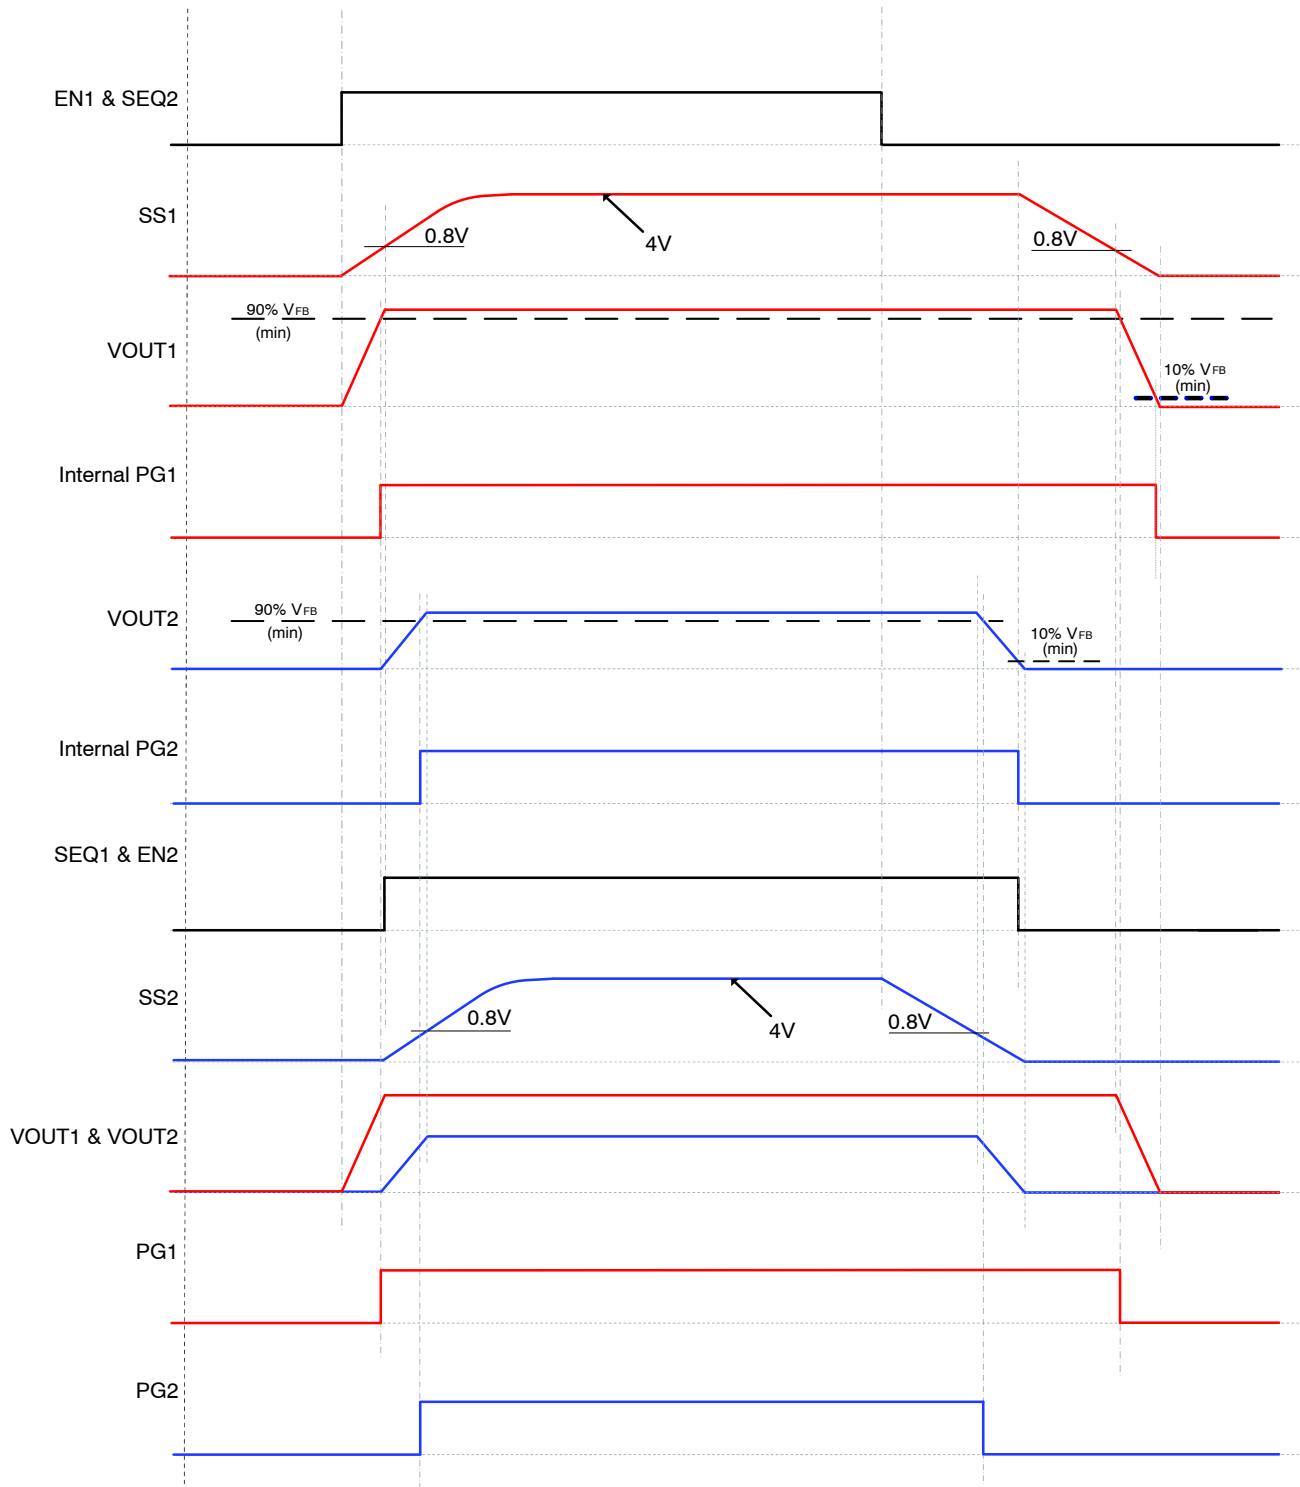 EN1 & SEQ2
SS1
0.8V
4V
0.8V
90% VFB
(min)
VOUT1
10% VFB
(min)
Internal PG1
VOUT2
90% VFB
(min)
10% VFB
(min)
Internal PG2
SEQ1 & EN2
SS2
0.8V
4V
0.8V
VOUT1 & VOUT2
PG1
PG2